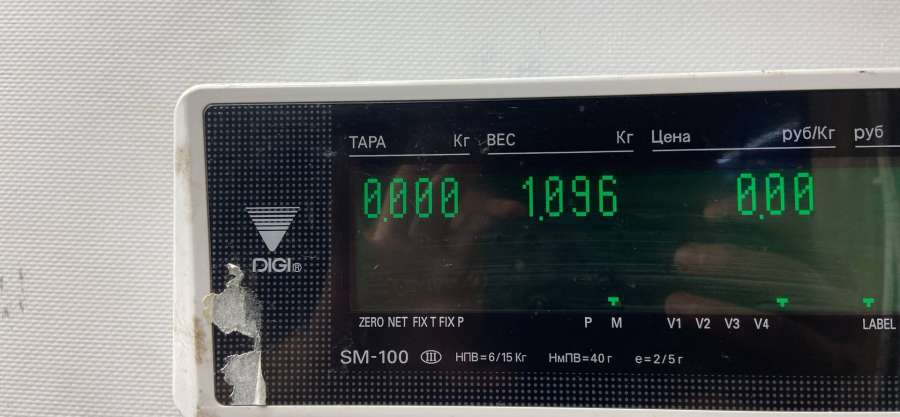 ТАРА Кг ВЕС Кг Цена руб/Кг руб
0.000 1.096 0.00
DIGI®
ZERO NET FIX T FIX P P M V1 V2 V3 V4 LABEL
SM-100 III НПВ=6/15 Кг НмПВ=40 г e=2/5 г